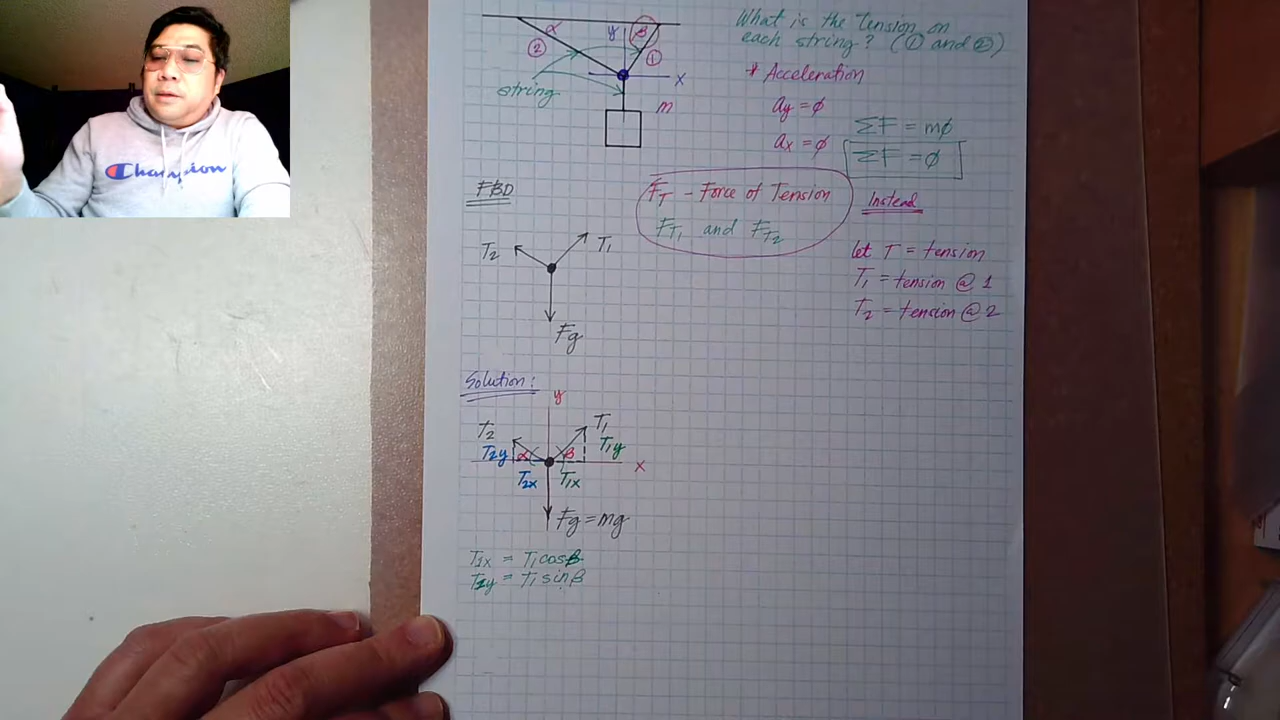 Champion
α
y
β
②
①
x
string
m
What is the Tension on
each string? (① and ②)
* Acceleration
ay = ø
ax = ø
ΣF = mø
ΣF = ø
FBD
T2
T1
Fg
FT - Force of Tension
FT1 and FT2
Instead
let T = tension
T1 = tension @ 1
T2 = tension @ 2
Solution:
y
T2
T1
T2y
α
β
T1y
x
T2x
T1x
Fg = mg
T1x = T1 cosβ
T1y = T1 sinβ